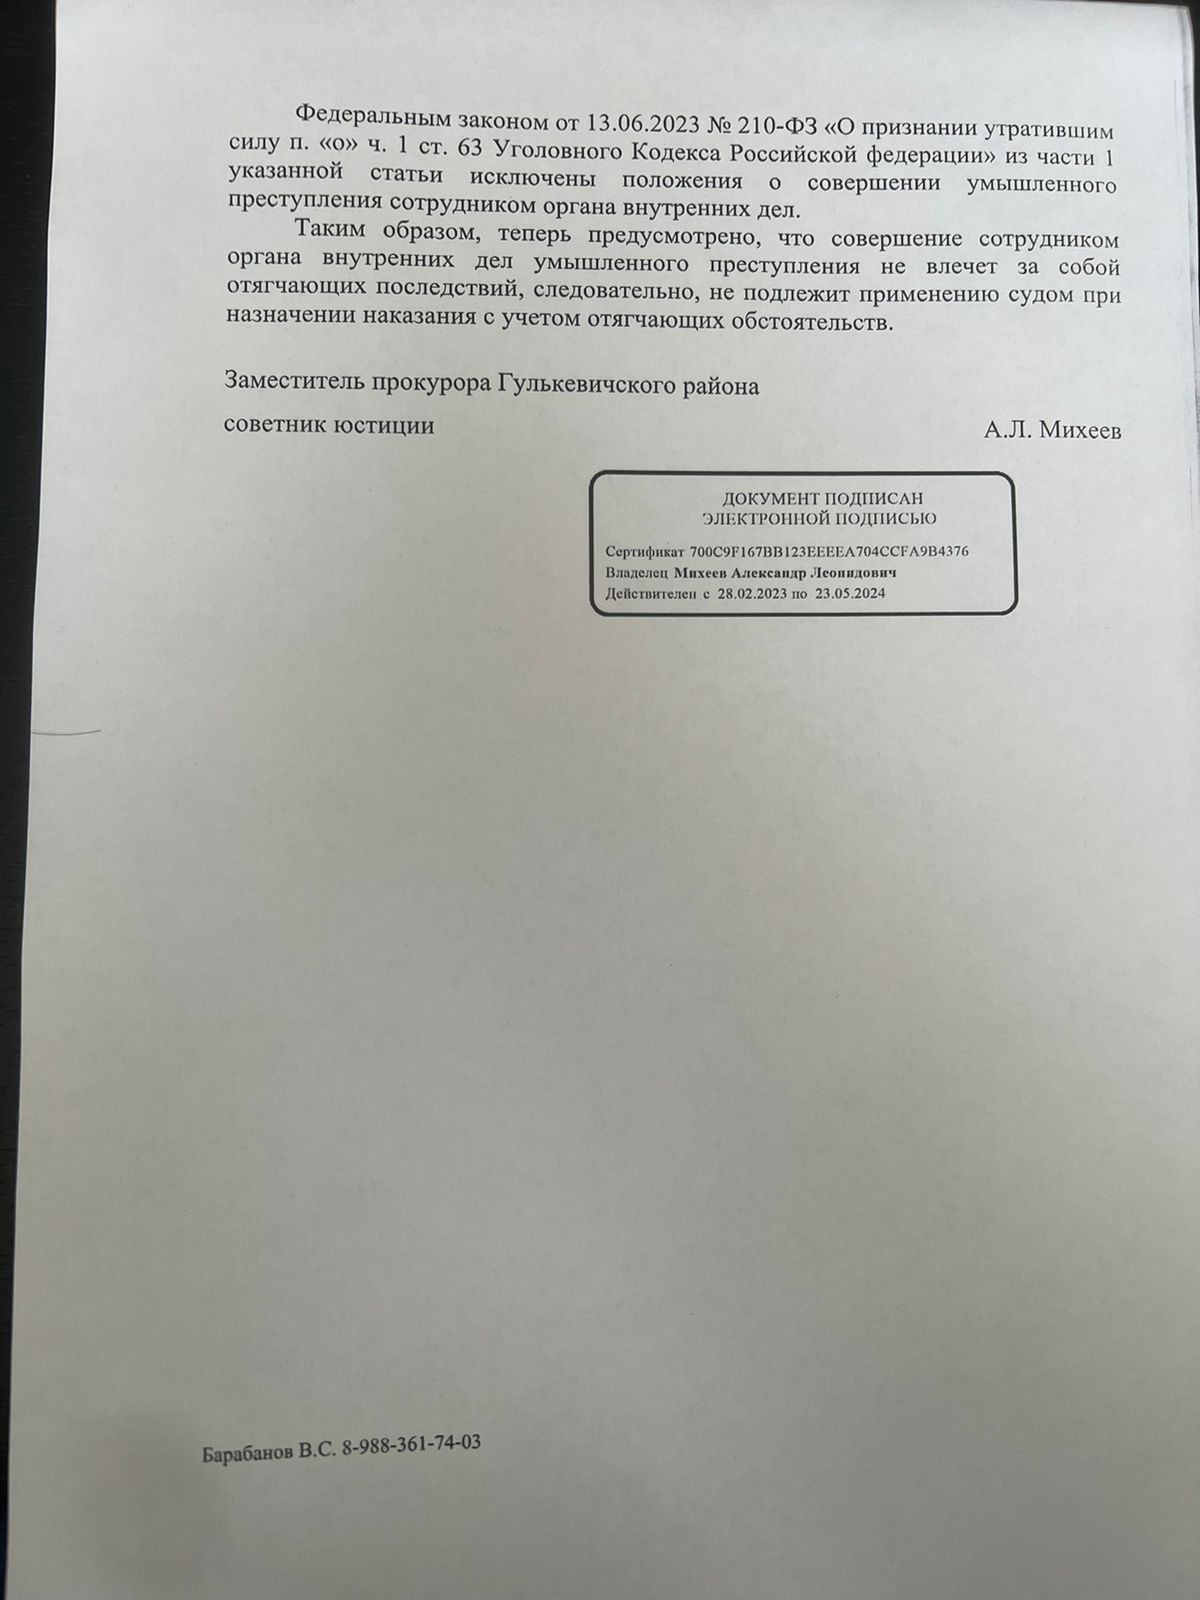 Федеральным законом от 13.06.2023 № 210-ФЗ «О признании утратившим
силу п. «о» ч. 1 ст. 63 Уголовного Кодекса Российской федерации» из части 1
указанной статьи исключены положения о совершении умышленного
преступления сотрудником органа внутренних дел.
Таким образом, теперь предусмотрено, что совершение сотрудником
органа внутренних дел умышленного преступления не влечет за собой
отягчающих последствий, следовательно, не подлежит применению судом при
назначении наказания с учетом отягчающих обстоятельств.
Заместитель прокурора Гулькевичского района
советник юстиции А.Л. Михеев
ДОКУМЕНТ ПОДПИСАН
ЭЛЕКТРОННОЙ ПОДПИСЬЮ
Сертификат 700C9F167BB123EEEEA704CCFA9B4376
Владелец Михеев Александр Леонидович
Действителен с 28.02.2023 по 23.05.2024
Барабанов В.С. 8-988-361-74-03